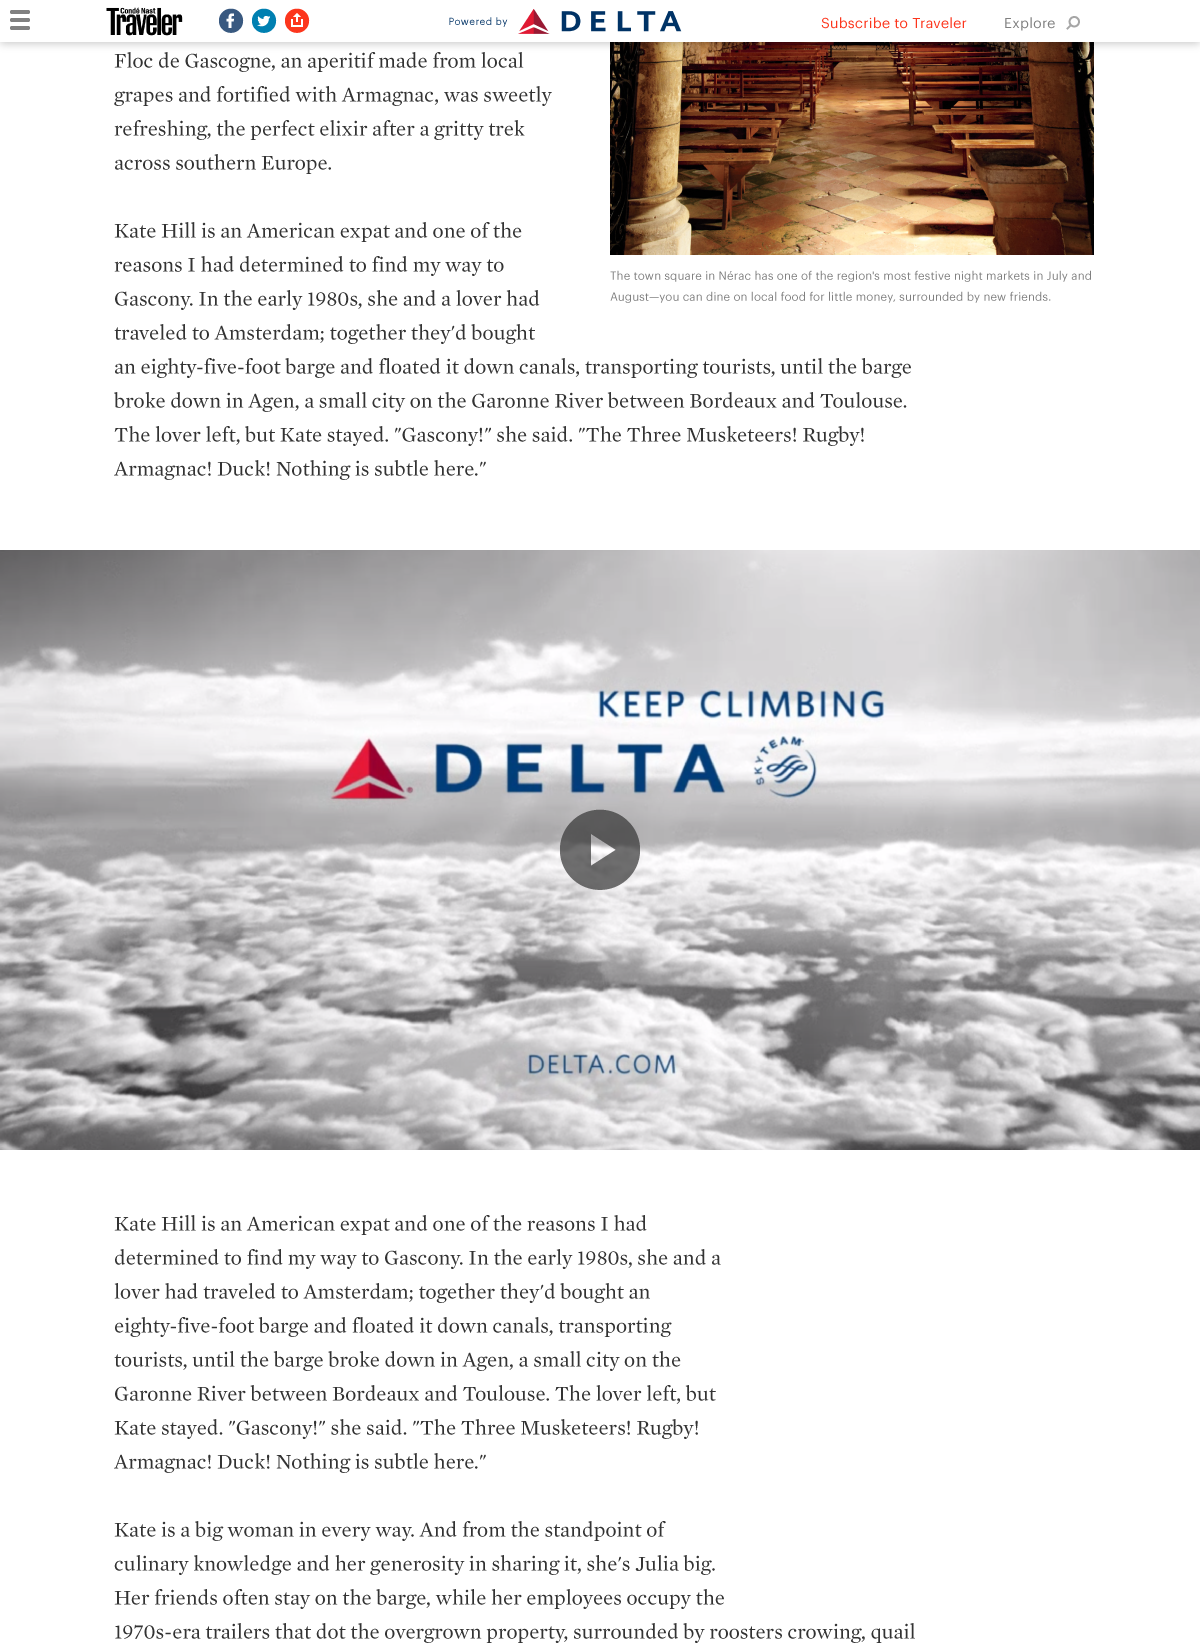 Condé Nast
Traveler
Powered by DELTA
Subscribe to Traveler
Explore
Floc de Gascogne, an aperitif made from local
grapes and fortified with Armagnac, was sweetly
refreshing, the perfect elixir after a gritty trek
across southern Europe.
Kate Hill is an American expat and one of the
reasons I had determined to find my way to
Gascony. In the early 1980s, she and a lover had
traveled to Amsterdam; together they'd bought
an eighty-five-foot barge and floated it down canals, transporting tourists, until the barge
broke down in Agen, a small city on the Garonne River between Bordeaux and Toulouse.
The lover left, but Kate stayed. "Gascony!" she said. "The Three Musketeers! Rugby!
Armagnac! Duck! Nothing is subtle here."
The town square in Nérac has one of the region's most festive night markets in July and
August—you can dine on local food for little money, surrounded by new friends.
KEEP CLIMBING
DELTA
SKYTEAM
DELTA.COM
Kate Hill is an American expat and one of the reasons I had
determined to find my way to Gascony. In the early 1980s, she and a
lover had traveled to Amsterdam; together they'd bought an
eighty-five-foot barge and floated it down canals, transporting
tourists, until the barge broke down in Agen, a small city on the
Garonne River between Bordeaux and Toulouse. The lover left, but
Kate stayed. "Gascony!" she said. "The Three Musketeers! Rugby!
Armagnac! Duck! Nothing is subtle here."
Kate is a big woman in every way. And from the standpoint of
culinary knowledge and her generosity in sharing it, she's Julia big.
Her friends often stay on the barge, while her employees occupy the
1970s-era trailers that dot the overgrown property, surrounded by roosters crowing, quail